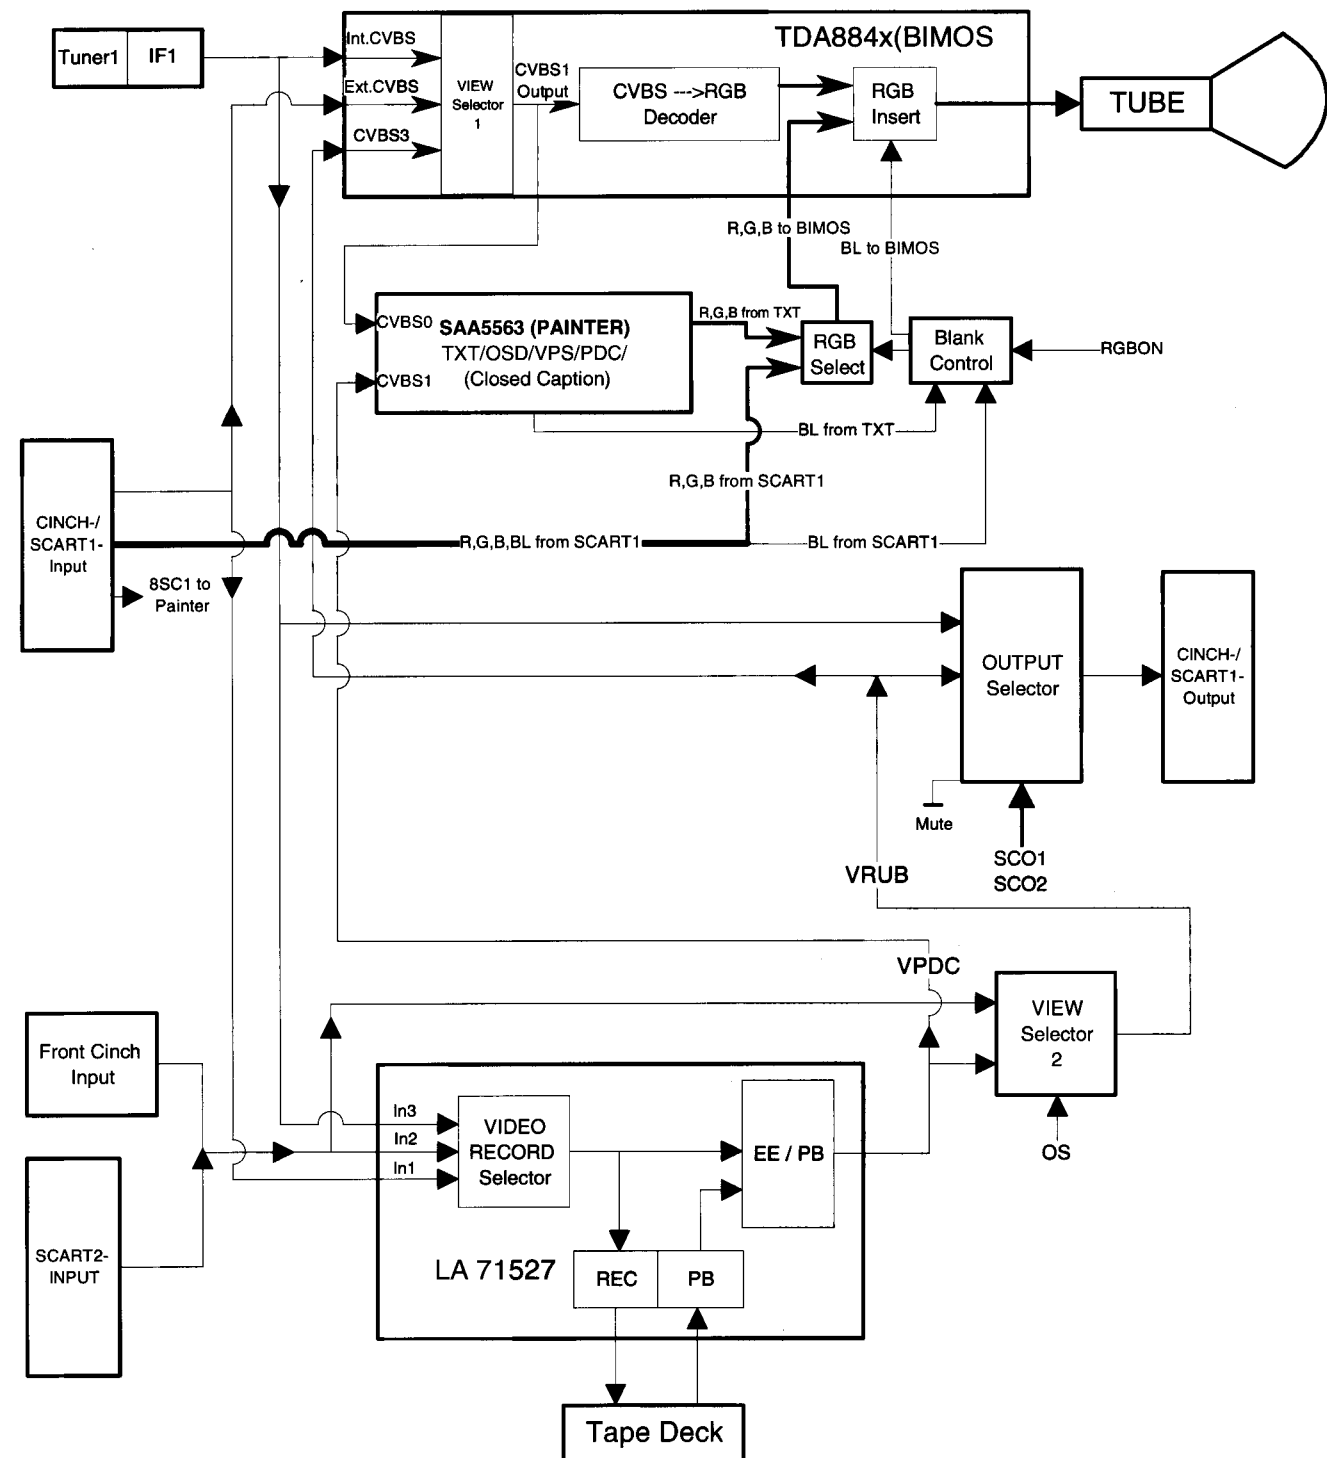 TDA884x(BIMOS
Tuner1
IF1
Int.CVBS
Ext.CVBS
CVBS3
VIEW
Selector
1
CVBS1
Output
CVBS --->RGB
Decoder
RGB
Insert
TUBE
R,G,B to BIMOS
BL to BIMOS
CVBS0
CVBS1
SAA5563 (PAINTER)
TXT/OSD/VPS/PDC/
(Closed Caption)
R,G,B from TXT
RGB
Select
Blank
Control
RGBON
BL from TXT
R,G,B from SCART1
CINCH-/
SCART1-
Input
R,G,B,BL from SCART1
BL from SCART1
8SC1 to
Painter
OUTPUT
Selector
CINCH-/
SCART1-
Output
Mute
SCO1
SCO2
VRUB
VPDC
VIEW
Selector
2
OS
Front Cinch
Input
SCART2-
INPUT
In3
In2
In1
VIDEO
RECORD
Selector
EE / PB
LA 71527
REC
PB
Tape Deck